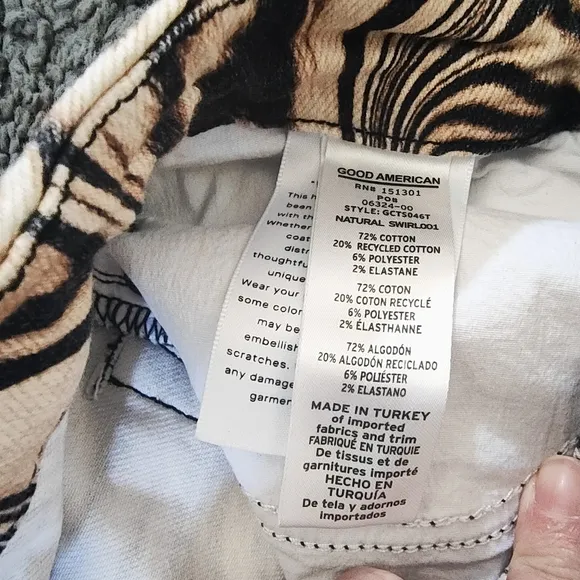 GOOD AMERICAN
RN# 151301
PO#
06324-00
STYLE: GCTS046T
NATURAL SWIRL001
72% COTTON
20% RECYCLED COTTON
6% POLYESTER
2% ELASTANE
72% COTON
20% COTON RECYCLÉ
6% POLYESTER
2% ÉLASTHANNE
72% ALGODÓN
20% ALGODÓN RECICLADO
6% POLIÉSTER
2% ELASTANO
MADE IN TURKEY
of imported
fabrics and trim
FABRIQUÉ EN TURQUIE
De tissus et de
garnitures importé
HECHO EN
TURQUÍA
De tela y adornos
importados
This
been
with th
Whether
coat
distr
thoughtfu
unique
Wear your
some color
may be
embellish
scratches.
any damage
garmen